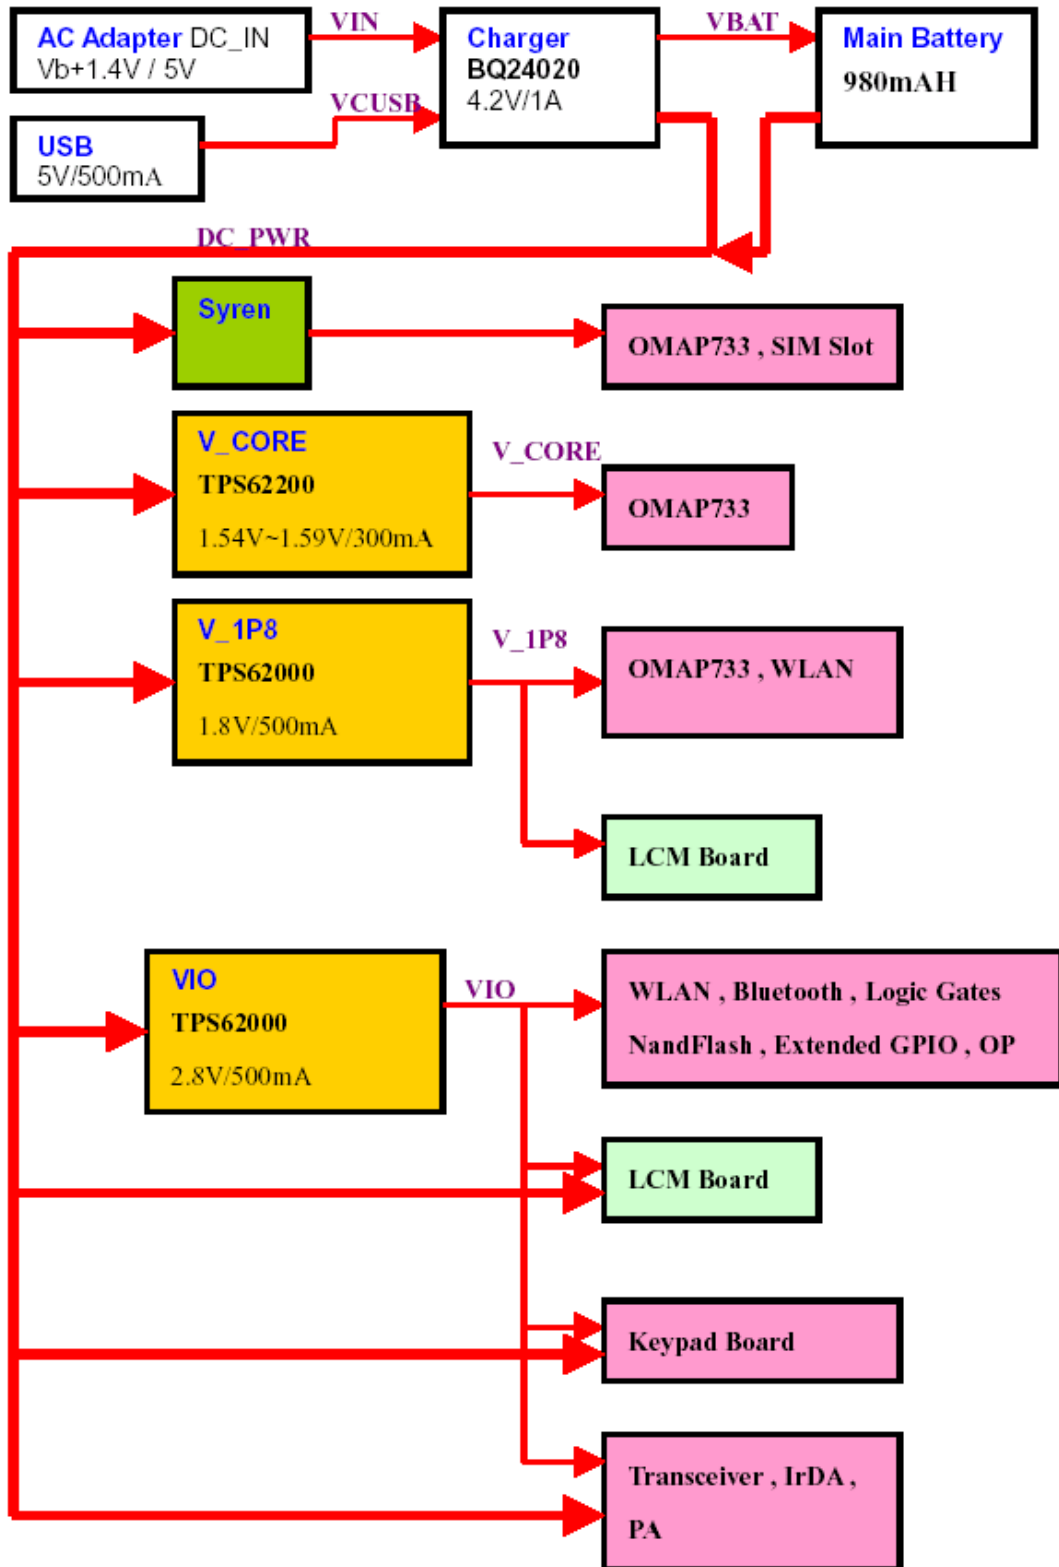 VIN
VBAT
AC Adapter DC_IN
Vb+1.4V / 5V
Charger
BQ24020
4.2V/1A
Main Battery
980mAH
VCUSB
USB
5V/500mA
DC_PWR
Syren
OMAP733 , SIM Slot
V_CORE
TPS62200
1.54V~1.59V/300mA
V_CORE
OMAP733
V_1P8
TPS62000
1.8V/500mA
V_1P8
OMAP733 , WLAN
LCM Board
VIO
TPS62000
2.8V/500mA
VIO
WLAN , Bluetooth , Logic Gates
NandFlash , Extended GPIO , OP
LCM Board
Keypad Board
Transceiver , IrDA ,
PA